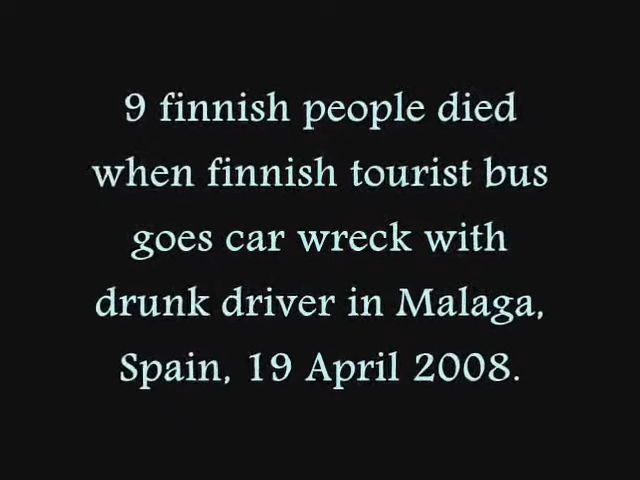 9 finnish people died
when finnish tourist bus
goes car wreck with
drunk driver in Malaga,
Spain, 19 April 2008.